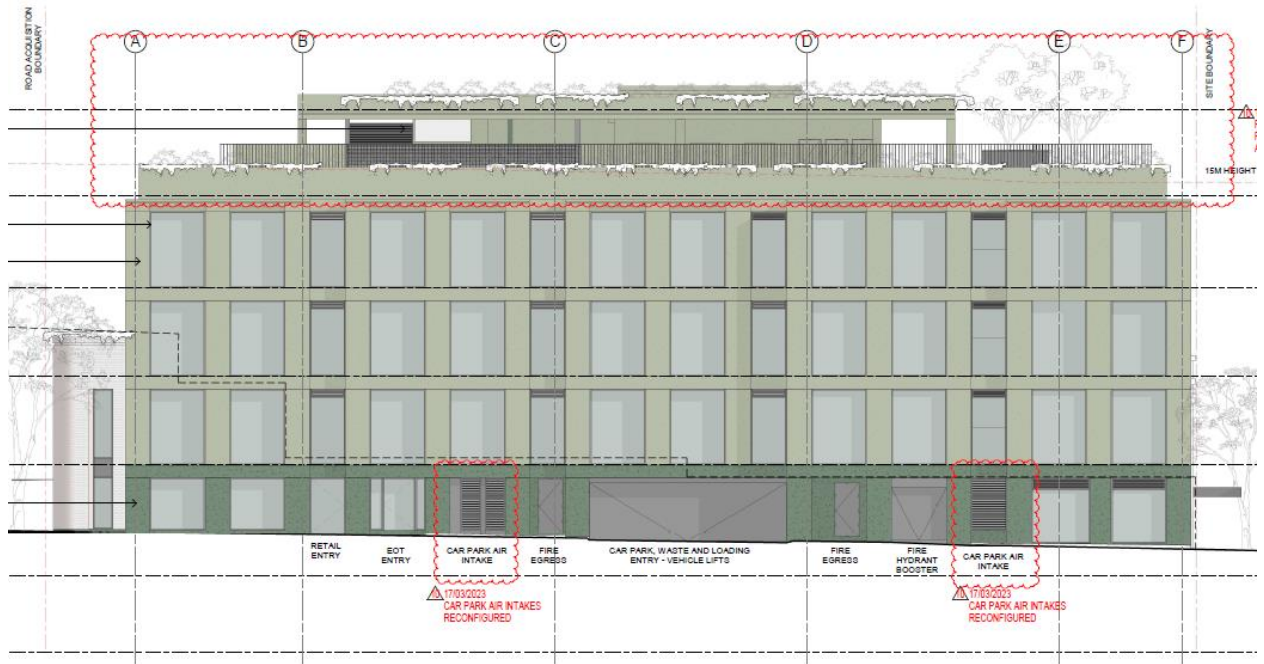 ROAD ACQUISITION
BOUNDARY
A
B
C
D
E
F
SITE BOUNDARY
15M HEIGHT
RETAIL
ENTRY
EOT
ENTRY
CAR PARK AIR
INTAKE
FIRE
EGRESS
CAR PARK, WASTE AND LOADING
ENTRY - VEHICLE LIFTS
FIRE
EGRESS
FIRE
HYDRANT
BOOSTER
CAR PARK AIR
INTAKE
10 17/03/2023
CAR PARK AIR INTAKES
RECONFIGURED
10 17/03/2023
CAR PARK AIR INTAKES
RECONFIGURED